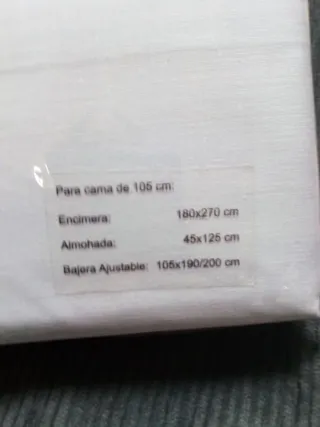 Para cama de 105 cm:
Encimera: 180x270 cm
Almohada: 45x125 cm
Bajera Ajustable: 105x190/200 cm